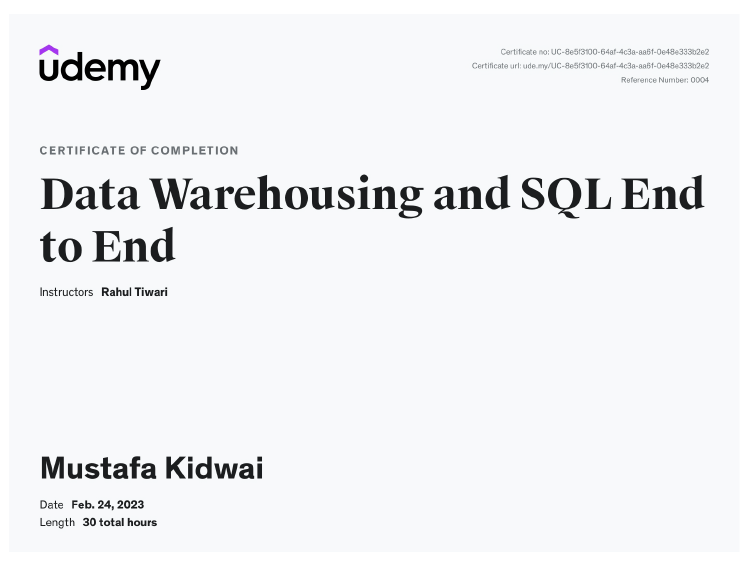 udemy
Certificate no: UC-8e5f3100-64af-4c3a-aa6f-0e48e333b2e2
Certificate url: ude.my/UC-8e5f3100-64af-4c3a-aa6f-0e48e333b2e2
Reference Number: 0004
CERTIFICATE OF COMPLETION
Data Warehousing and SQL End
to End
Instructors Rahul Tiwari
Mustafa Kidwai
Date Feb. 24, 2023
Length 30 total hours